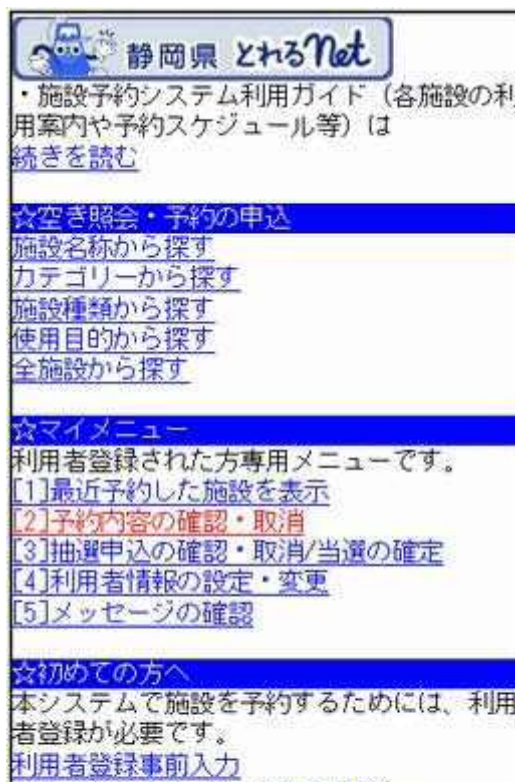 静岡県 とれるNet
・施設予約システム利用ガイド（各施設の利
用案内や予約スケジュール等）は
続きを読む
☆空き照会・予約の申込
施設名称から探す
カテゴリーから探す
施設種類から探す
使用目的から探す
全施設から探す
☆マイメニュー
利用者登録された方専用メニューです。
[1]最近予約した施設を表示
[2]予約内容の確認・取消
[3]抽選申込の確認・取消/当選の確定
[4]利用者情報の設定・変更
[5]メッセージの確認
☆初めての方へ
本システムで施設を予約するためには、利用
者登録が必要です。
利用者登録事前入力